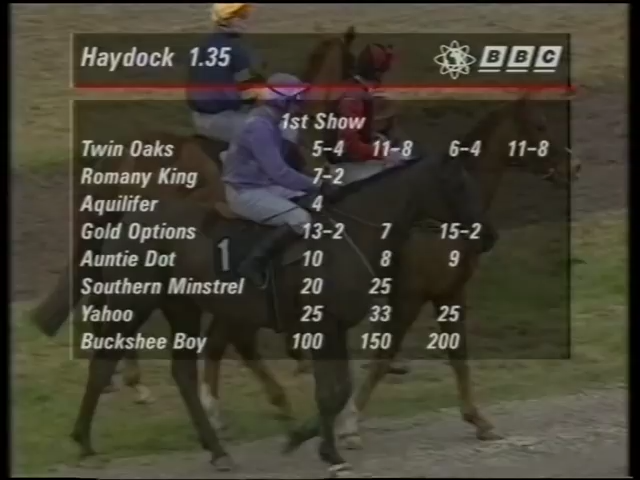 Haydock 1.35 BBC
1st Show
Twin Oaks 5-4 11-8 6-4 11-8
Romany King 7-2
Aquilifer 4
Gold Options 13-2 7 15-2
Auntie Dot 10 8 9
Southern Minstrel 20 25
Yahoo 25 33 25
Buckshee Boy 100 150 200
1